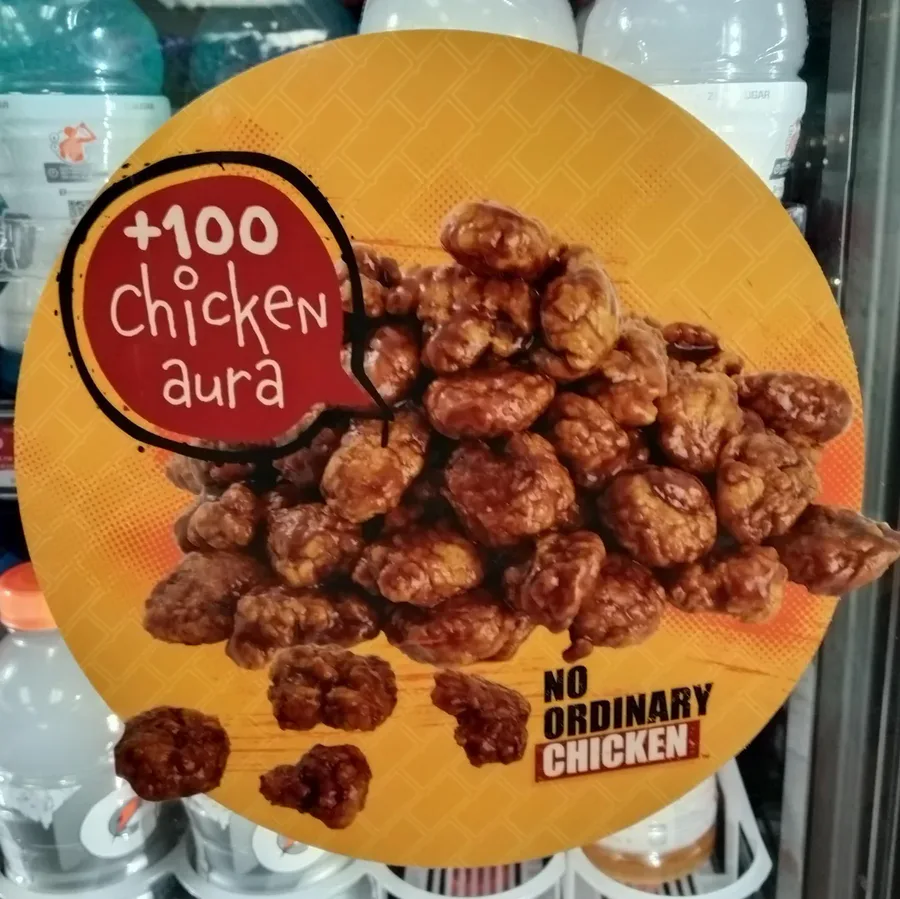 +100
chicken
aura
NO
ORDINARY
CHICKEN